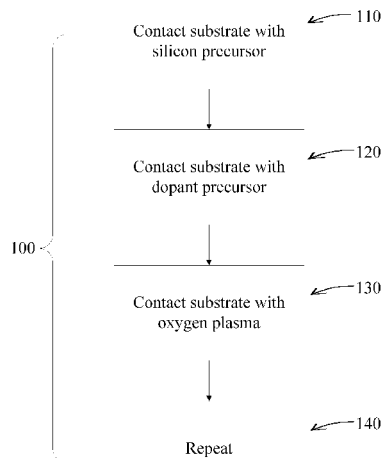 110
Contact substrate with
silicon precursor
120
Contact substrate with
dopant precursor
100
130
Contact substrate with
oxygen plasma
140
Repeat